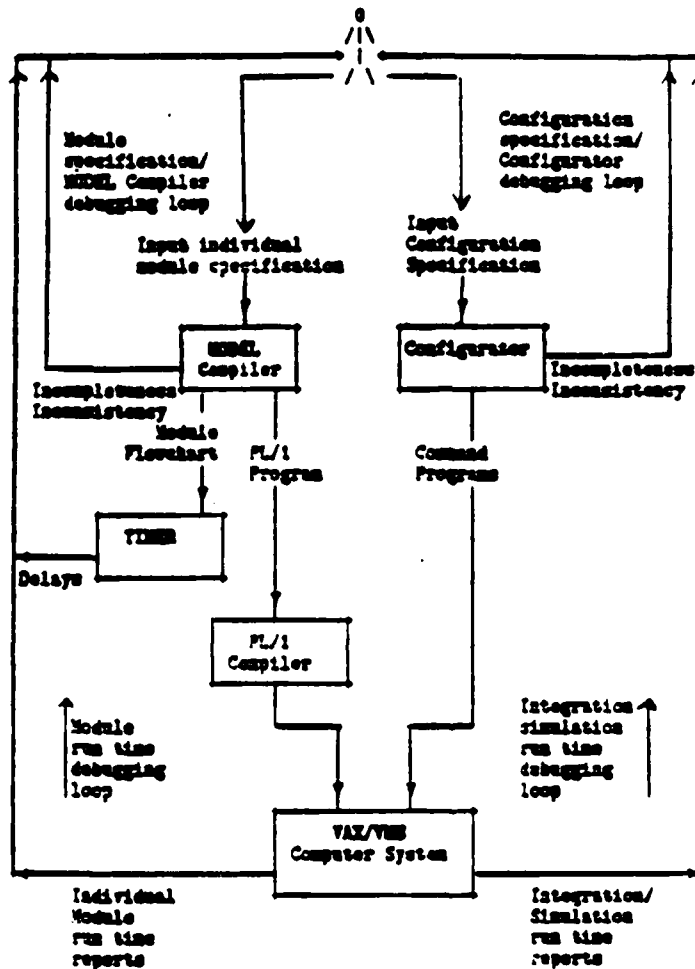 Module
specification/
MODEL Compiler
debugging loop
Configuration
specification/
Configurator
debugging loop
Input individual
module specification
Input
Configuration
Specification
MODEL
Compiler
Configurator
Incompleteness
Inconsistency
Incompleteness
Inconsistency
Module
Flowchart
PL/1
Program
Command
Programs
TIMER
Delays
PL/1
Compiler
Module
run time
debugging
loop
Integration
simulation
run time
debugging
loop
VAX/VMS
Computer System
Individual
Module
run time
reports
Integration/
Simulation
run time
reports